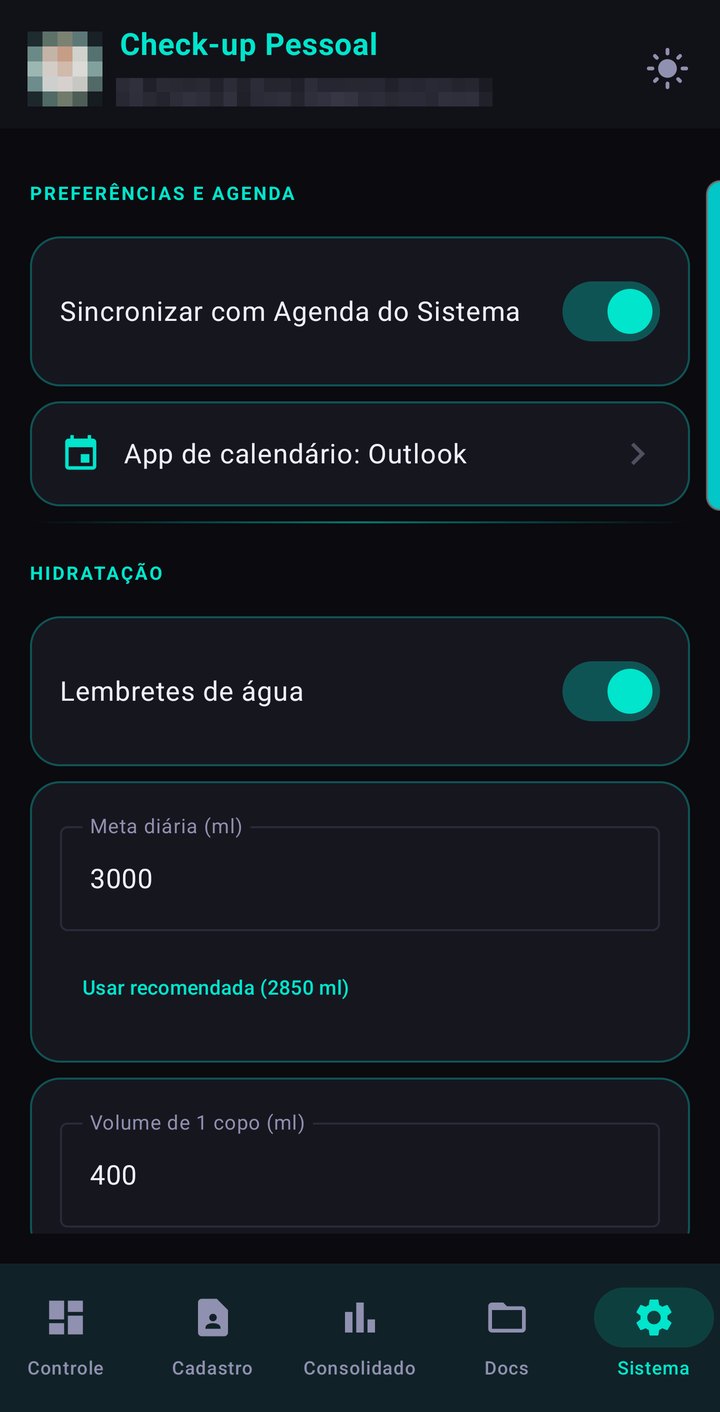 Check-up Pessoal
PREFERÊNCIAS E AGENDA
Sincronizar com Agenda do Sistema
App de calendário: Outlook
HIDRATAÇÃO
Lembretes de água
Meta diária (ml)
3000
Usar recomendada (2850 ml)
Volume de 1 copo (ml)
400
Controle
Cadastro
Consolidado
Docs
Sistema